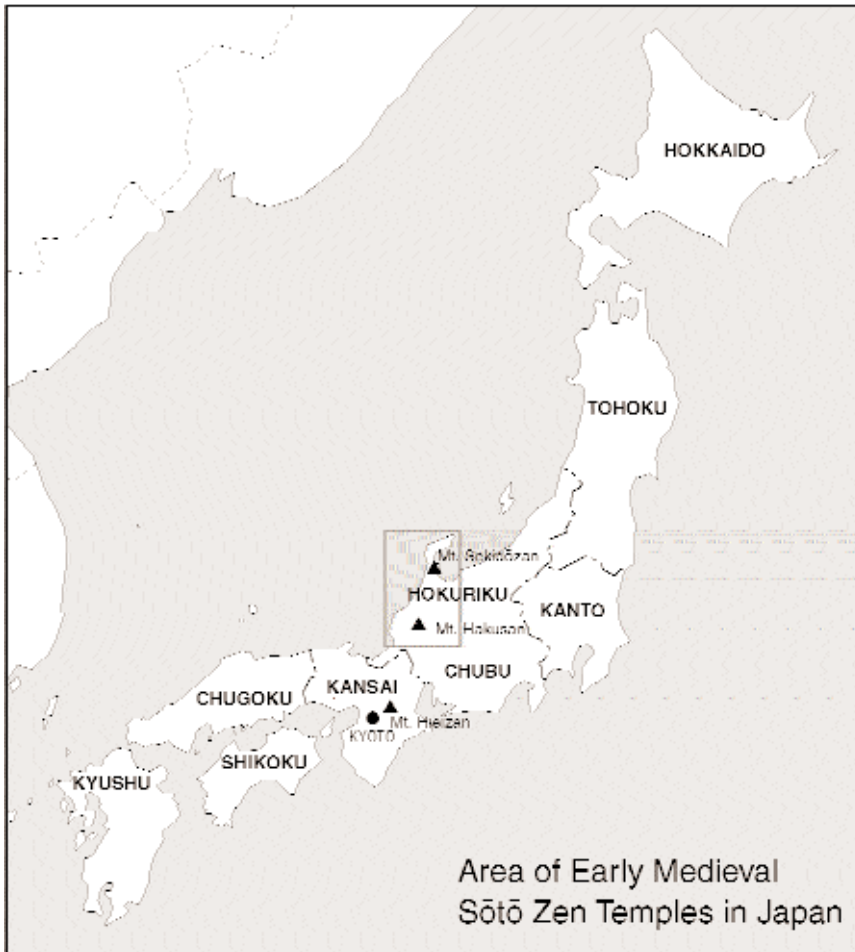 HOKKAIDO
TOHOKU
Mt. Sekidōzan
HOKURIKU
KANTO
Mt. Hakusan
CHUBU
KANSAI
CHUGOKU
Mt. Hieizan
KYOTO
SHIKOKU
KYUSHU
Area of Early Medieval
Sōtō Zen Temples in Japan